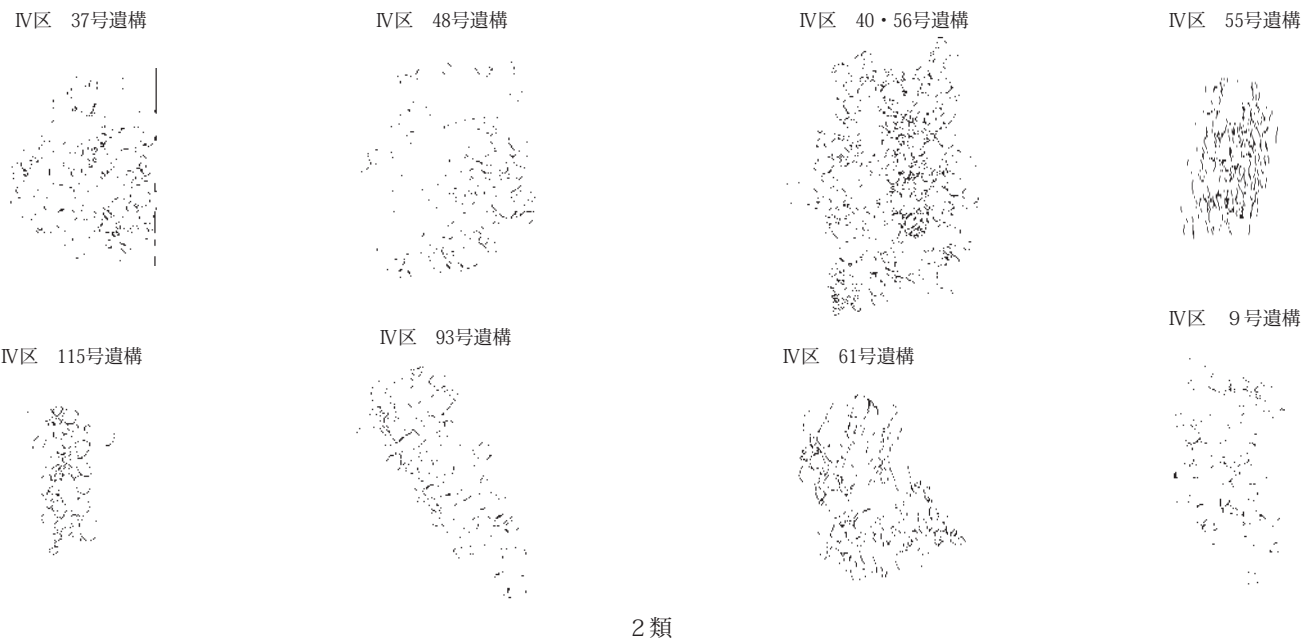 Ⅳ区　37号遺構
Ⅳ区　48号遺構
Ⅳ区　40・56号遺構
Ⅳ区　55号遺構
Ⅳ区　115号遺構
Ⅳ区　93号遺構
Ⅳ区　61号遺構
Ⅳ区　９号遺構
２類